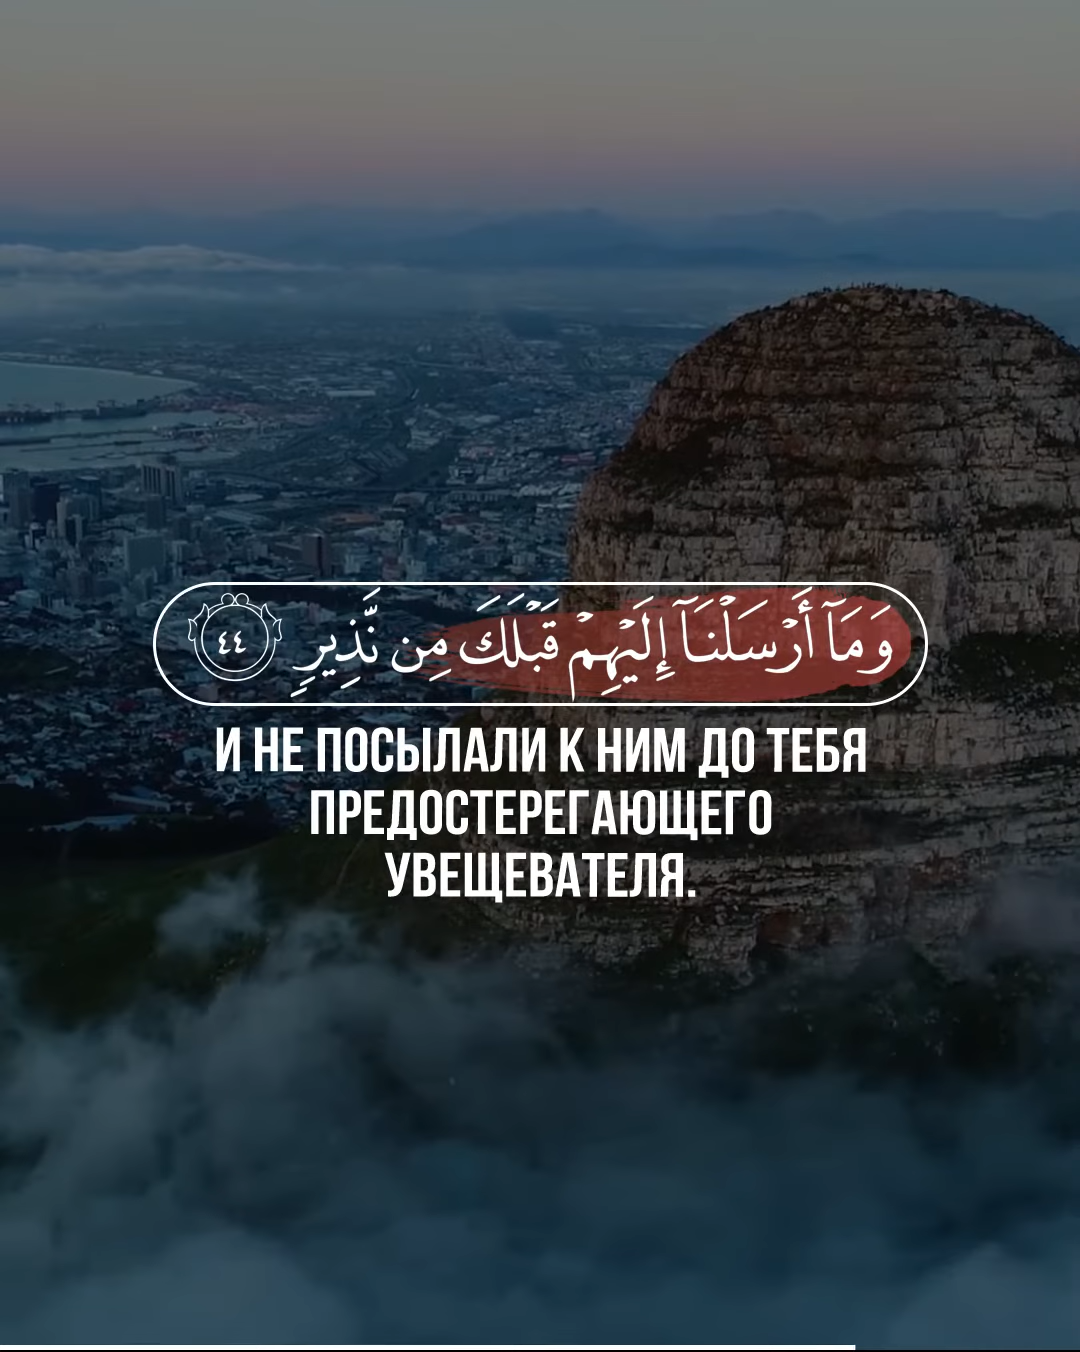 وَمَآ أَرْسَلْنَآ إِلَيْهِمْ قَبْلَكَ مِن نَّذِيرٍ ٤٤
И НЕ ПОСЫЛАЛИ К НИМ ДО ТЕБЯ
ПРЕДОСТЕРЕГАЮЩЕГО
УВЕЩЕВАТЕЛЯ.